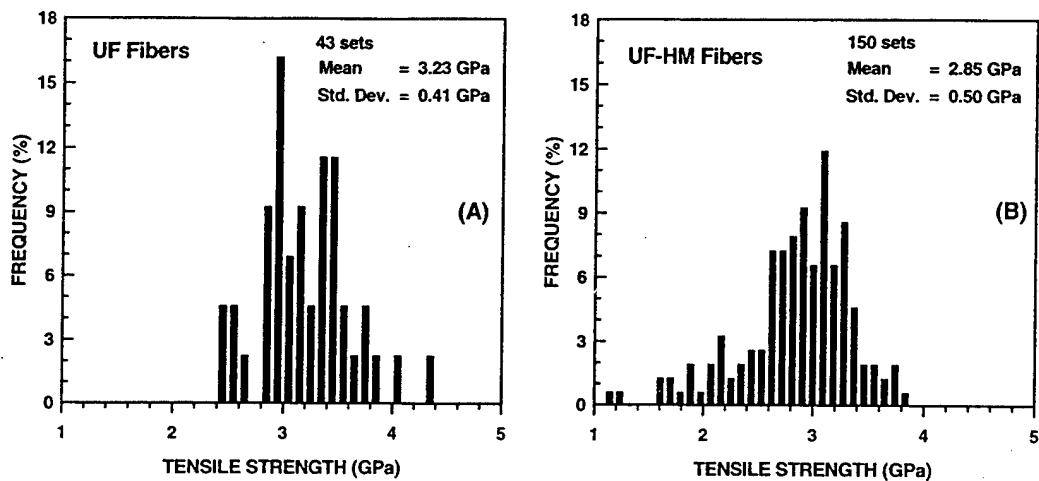 18
15
12
9
6
3
0
FREQUENCY (%)
UF Fibers
43 sets
Mean = 3.23 GPa
Std. Dev. = 0.41 GPa
(A)
1 2 3 4 5
TENSILE STRENGTH (GPa)
18
15
12
9
6
3
0
FREQUENCY (%)
UF-HM Fibers
150 sets
Mean = 2.85 GPa
Std. Dev. = 0.50 GPa
(B)
1 2 3 4 5
TENSILE STRENGTH (GPa)